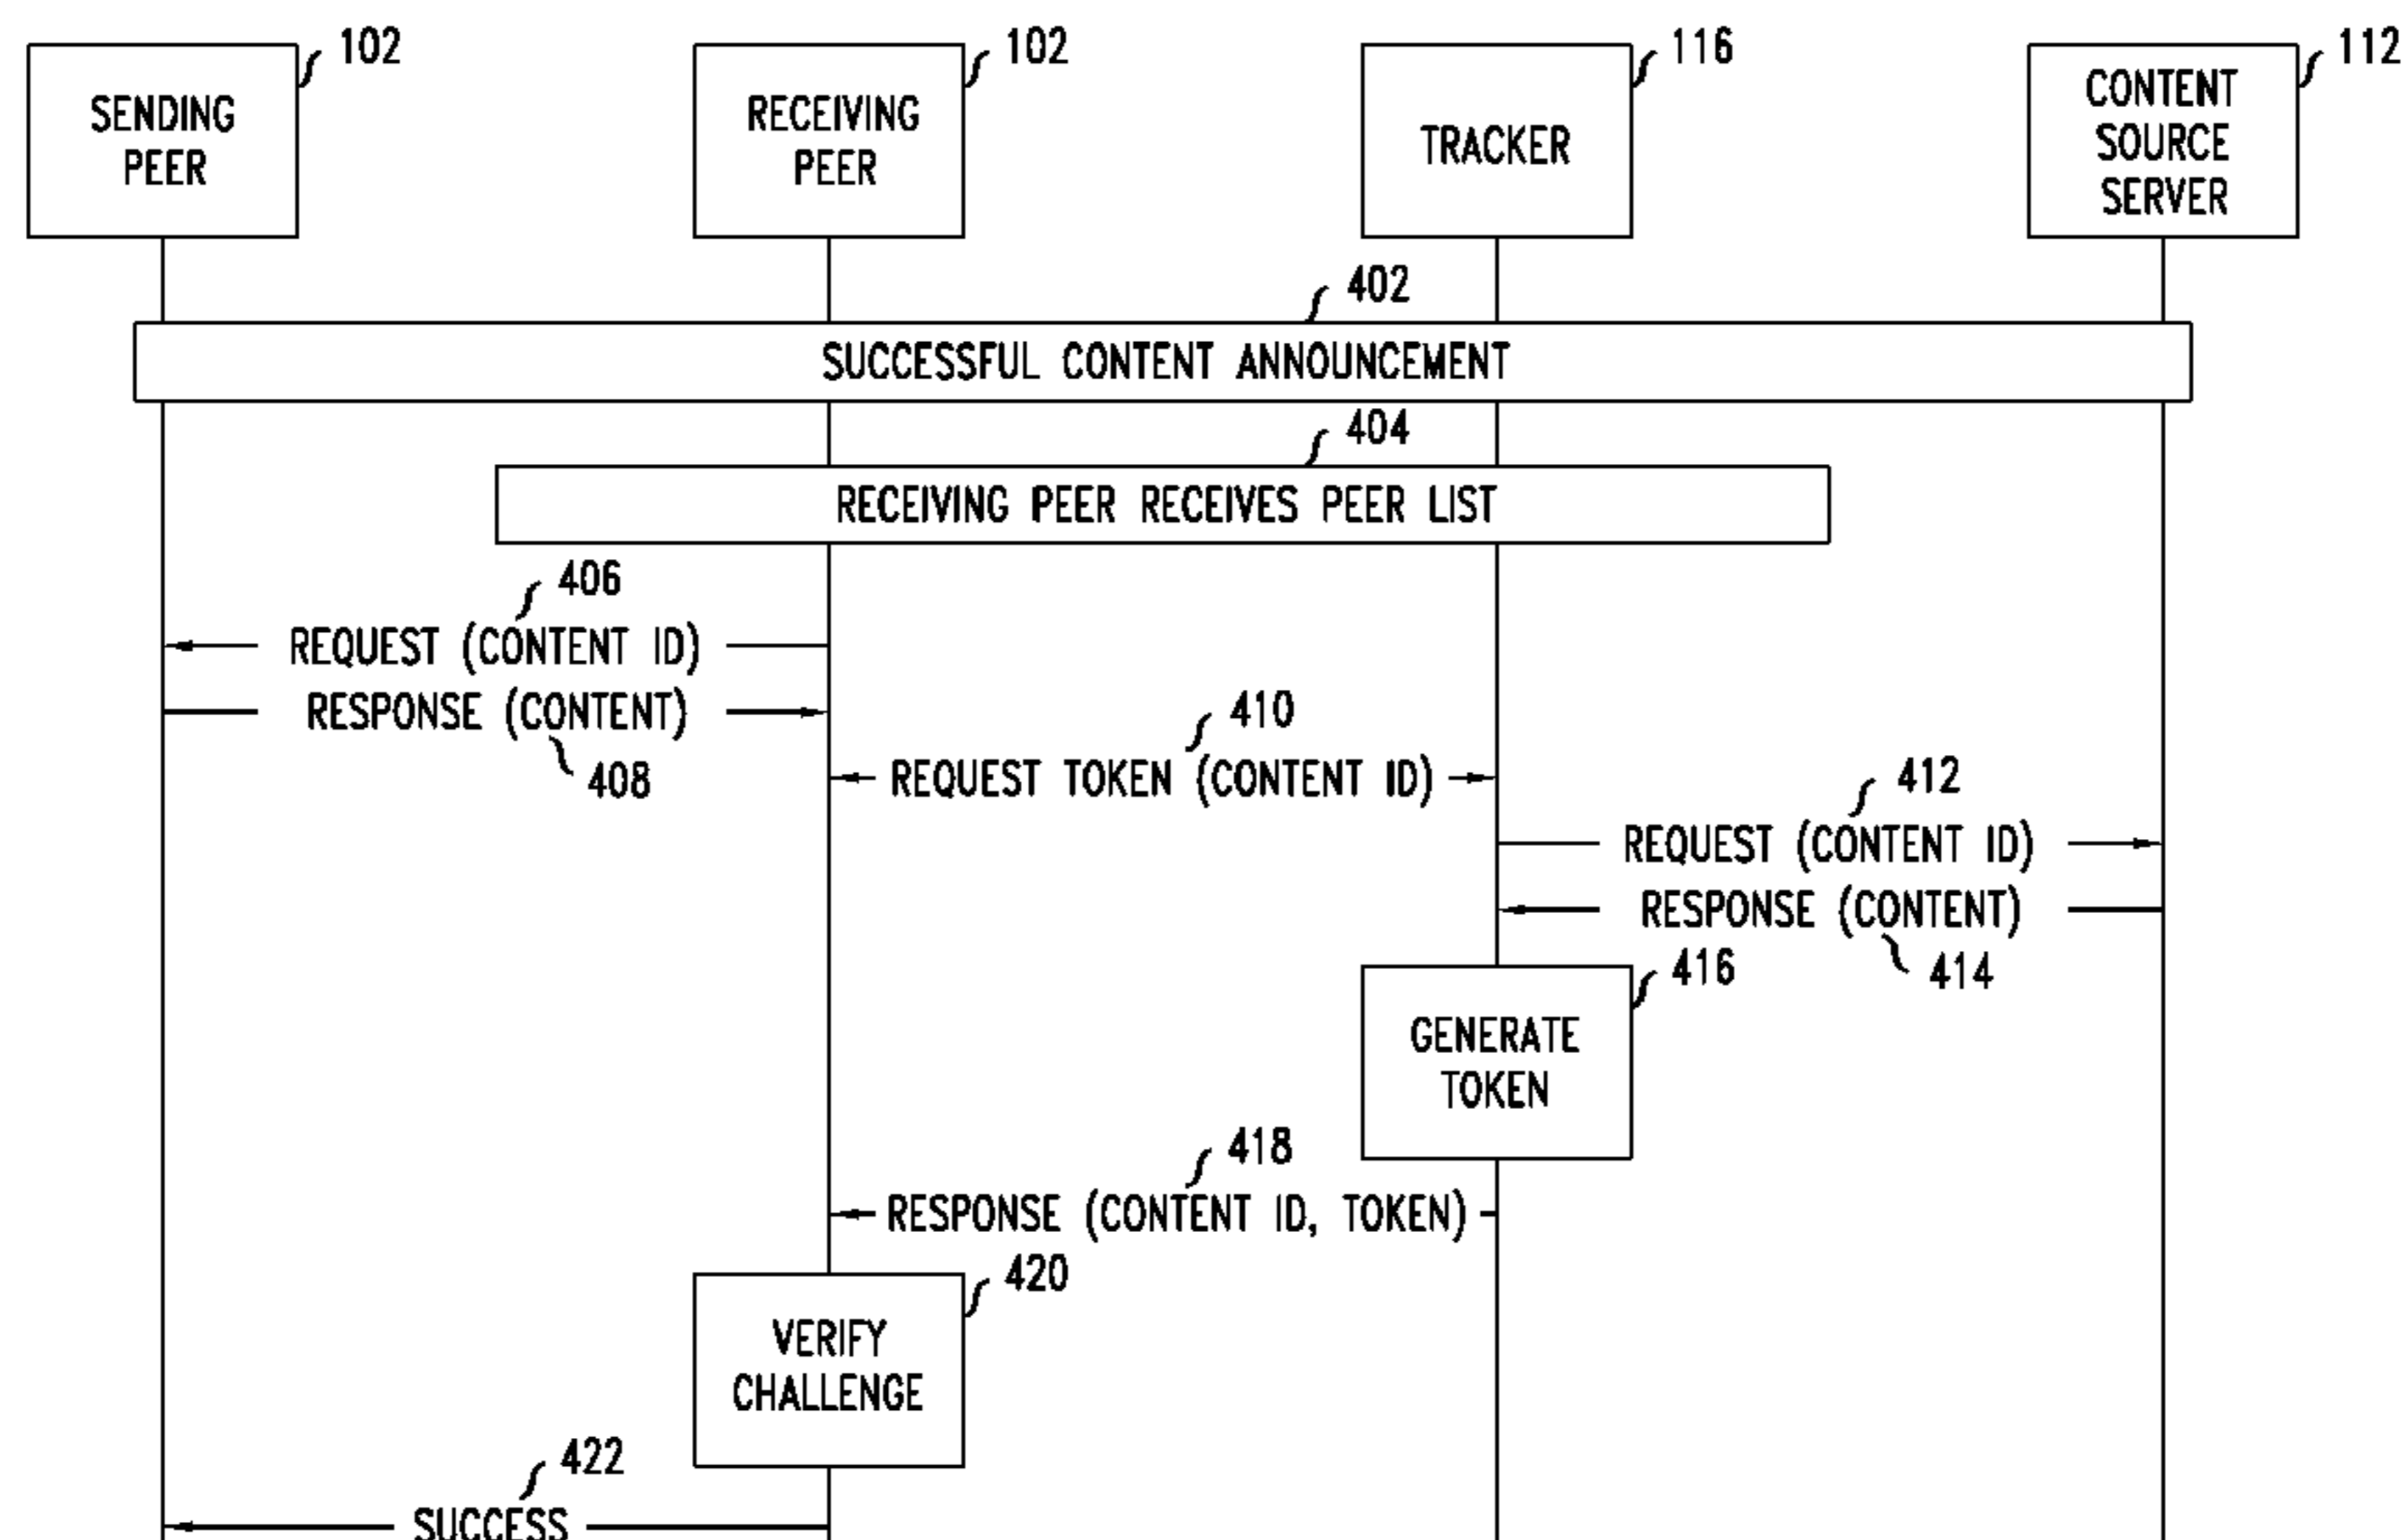 102
102
116
112
SENDING
PEER
RECEIVING
PEER
TRACKER
CONTENT
SOURCE
SERVER
402
SUCCESSFUL CONTENT ANNOUNCEMENT
404
RECEIVING PEER RECEIVES PEER LIST
406
REQUEST (CONTENT ID)
RESPONSE (CONTENT)
408
410
REQUEST TOKEN (CONTENT ID)
412
REQUEST (CONTENT ID)
RESPONSE (CONTENT)
414
416
GENERATE
TOKEN
418
RESPONSE (CONTENT ID, TOKEN)
420
VERIFY
CHALLENGE
422
SUCCESS